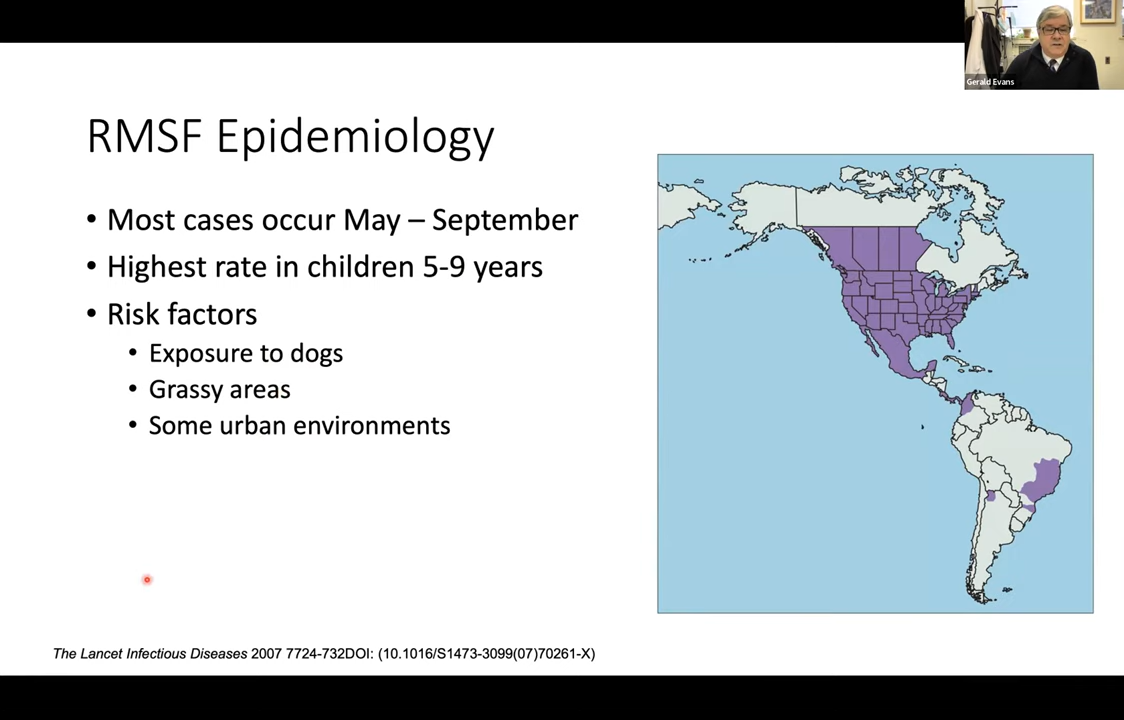 Gerald Evans
RMSF Epidemiology
• Most cases occur May – September
• Highest rate in children 5-9 years
• Risk factors
• Exposure to dogs
• Grassy areas
• Some urban environments
The Lancet Infectious Diseases 2007 7724-732DOI: (10.1016/S1473-3099(07)70261-X)